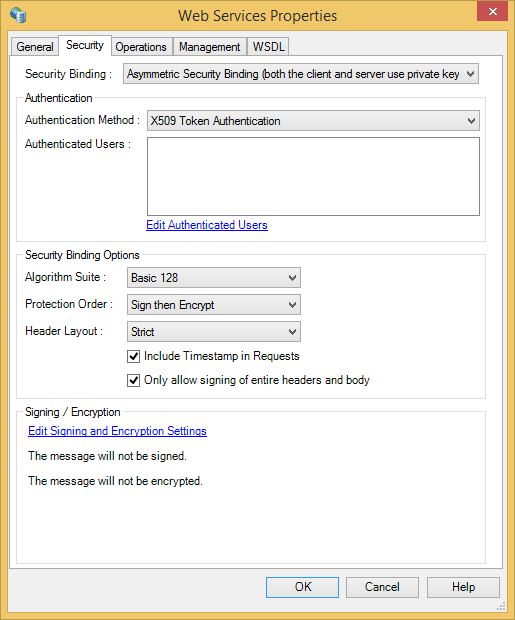 Web Services Properties
General Security Operations Management WSDL
Security Binding : Asymmetric Security Binding (both the client and server use private key
Authentication
Authentication Method : X509 Token Authentication
Authenticated Users :
Edit Authenticated Users
Security Binding Options
Algorithm Suite : Basic 128
Protection Order : Sign then Encrypt
Header Layout : Strict
Include Timestamp in Requests
Only allow signing of entire headers and body
Signing / Encryption
Edit Signing and Encryption Settings
The message will not be signed.
The message will not be encrypted.
OK Cancel Help